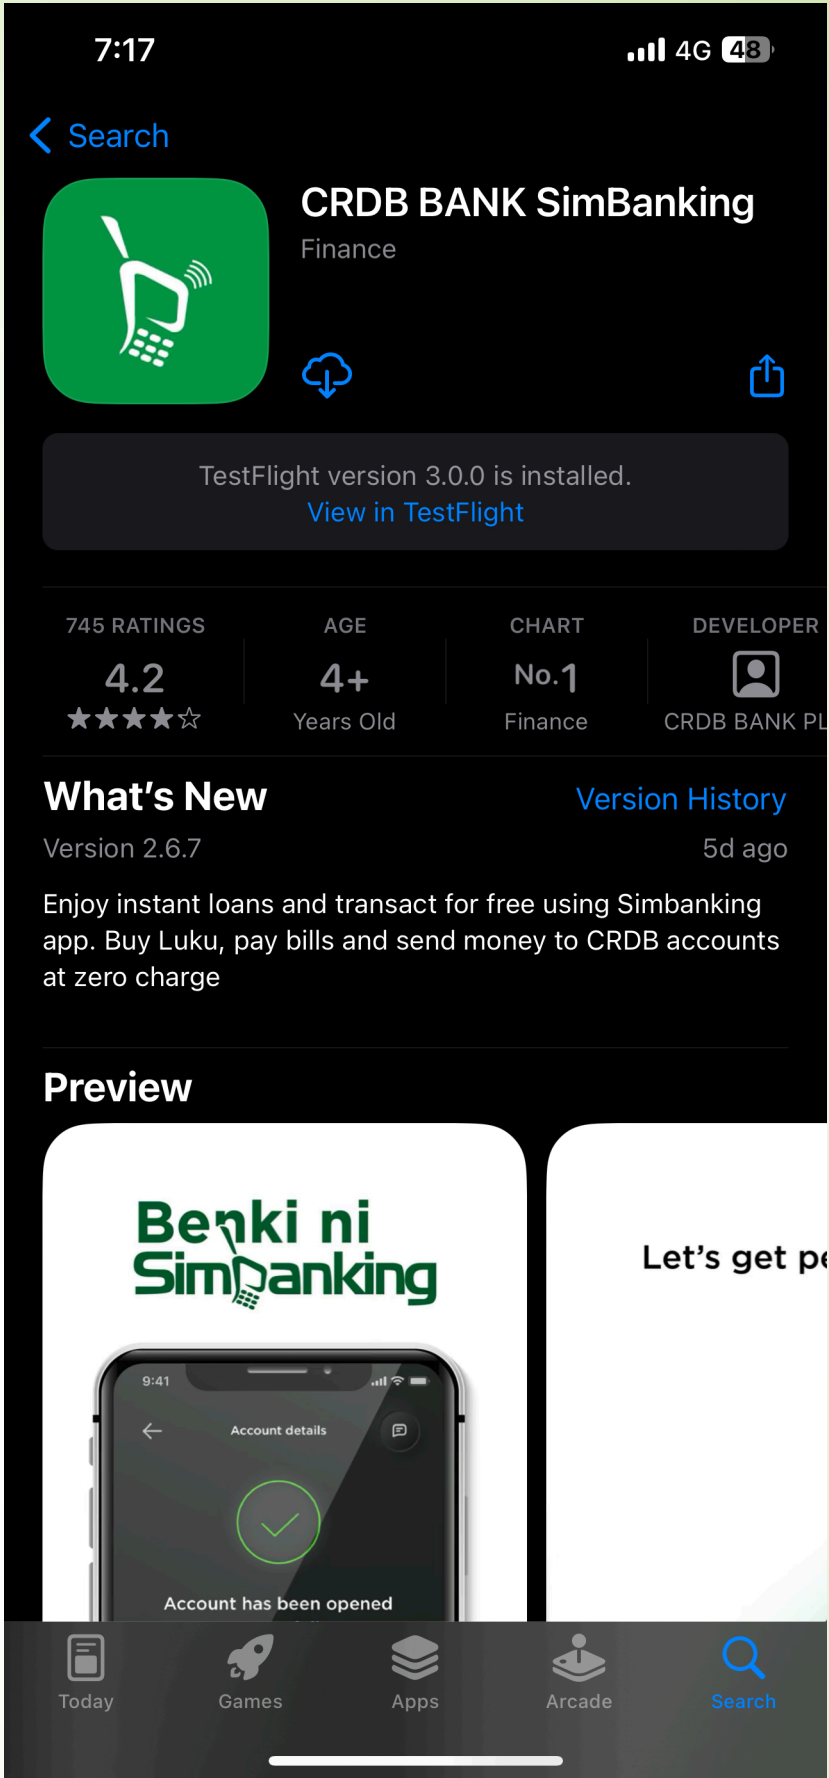 7:17
4G 48
Search
CRDB BANK SimBanking
Finance
TestFlight version 3.0.0 is installed.
View in TestFlight
745 RATINGS
4.2
AGE
4+
Years Old
CHART
No.1
Finance
DEVELOPER
CRDB BANK PL
What's New
Version History
Version 2.6.7
5d ago
Enjoy instant loans and transact for free using Simbanking
app. Buy Luku, pay bills and send money to CRDB accounts
at zero charge
Preview
Benki ni
Simbanking
Let's get pe
9:41
Account details
Account has been opened
Today
Games
Apps
Arcade
Search